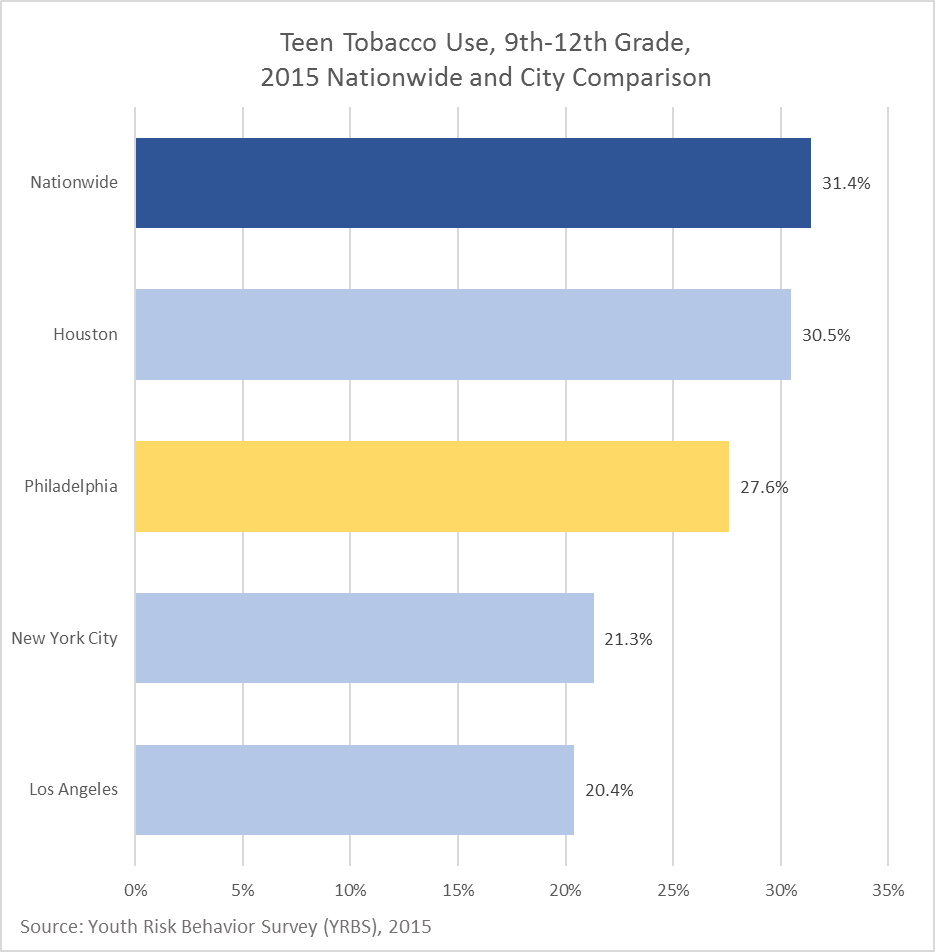 Teen Tobacco Use, 9th-12th Grade,
2015 Nationwide and City Comparison
Nationwide 31.4%
Houston 30.5%
Philadelphia 27.6%
New York City 21.3%
Los Angeles 20.4%
0% 5% 10% 15% 20% 25% 30% 35%
Source: Youth Risk Behavior Survey (YRBS), 2015